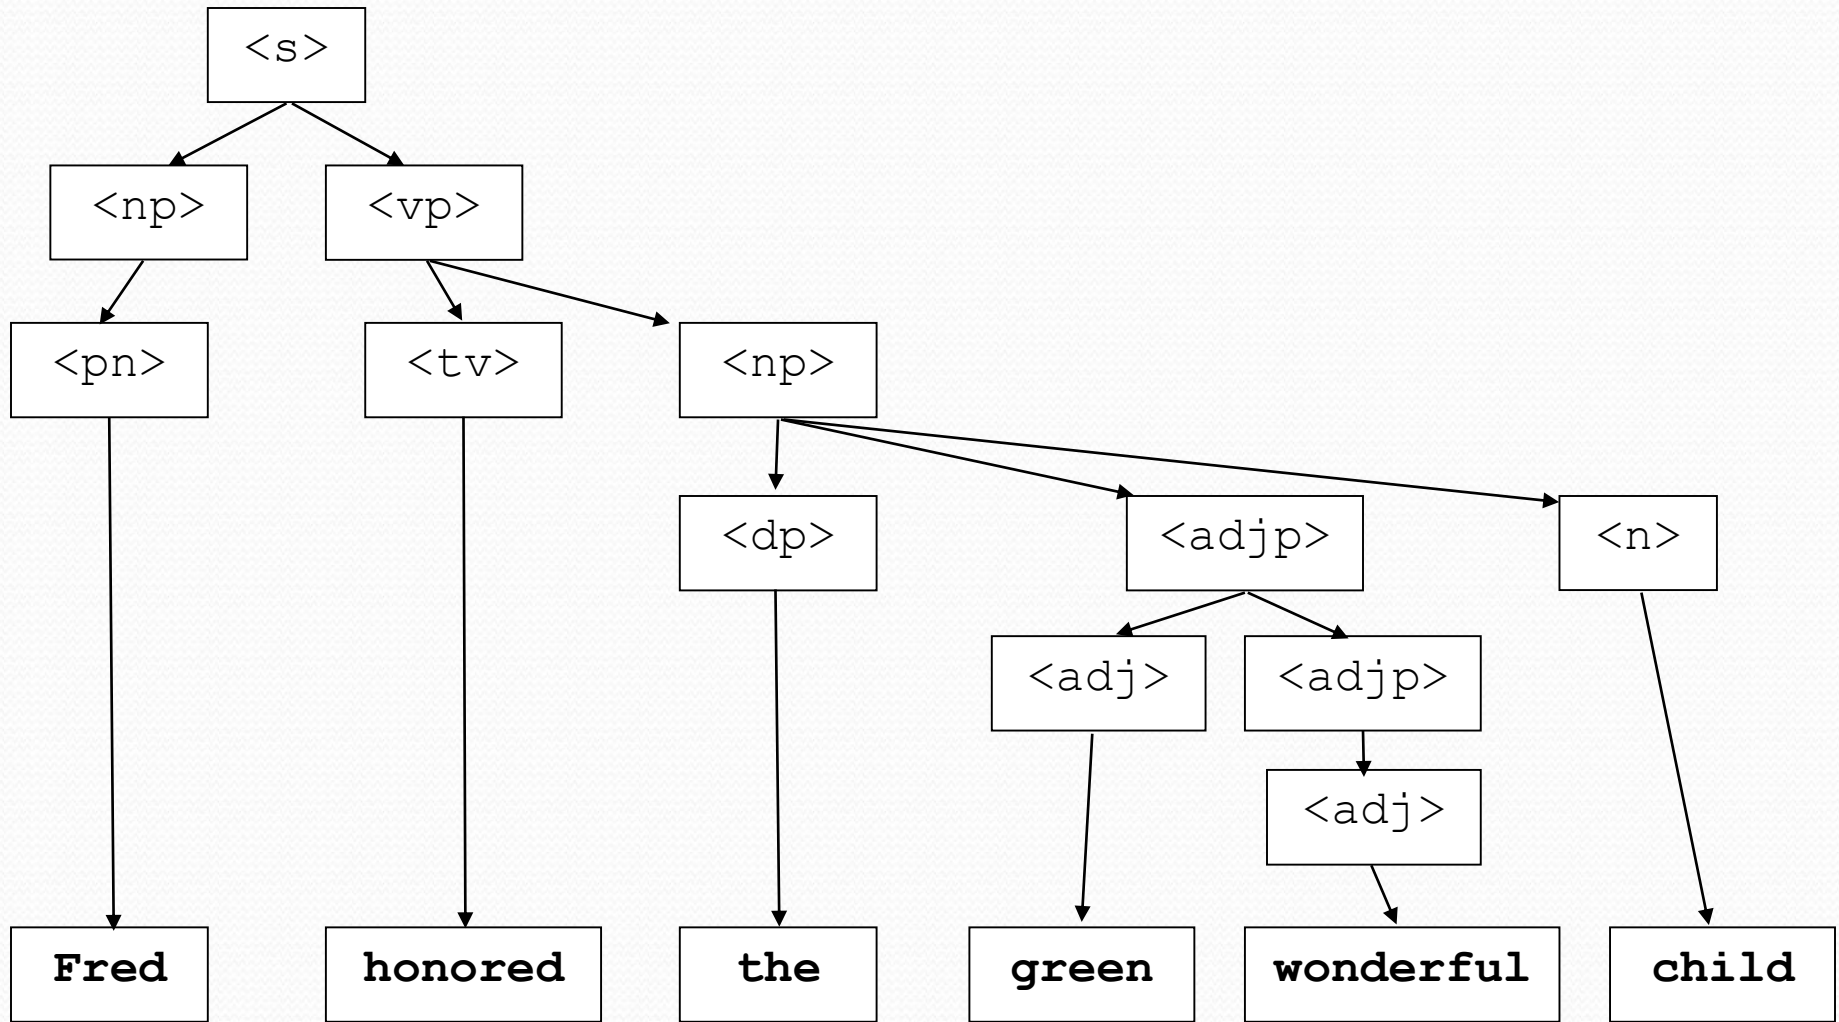 <s>
<np> <vp>
<pn> <tv> <np>
<dp> <adjp> <n>
<adj> <adjp>
<adj>
Fred honored the green wonderful child